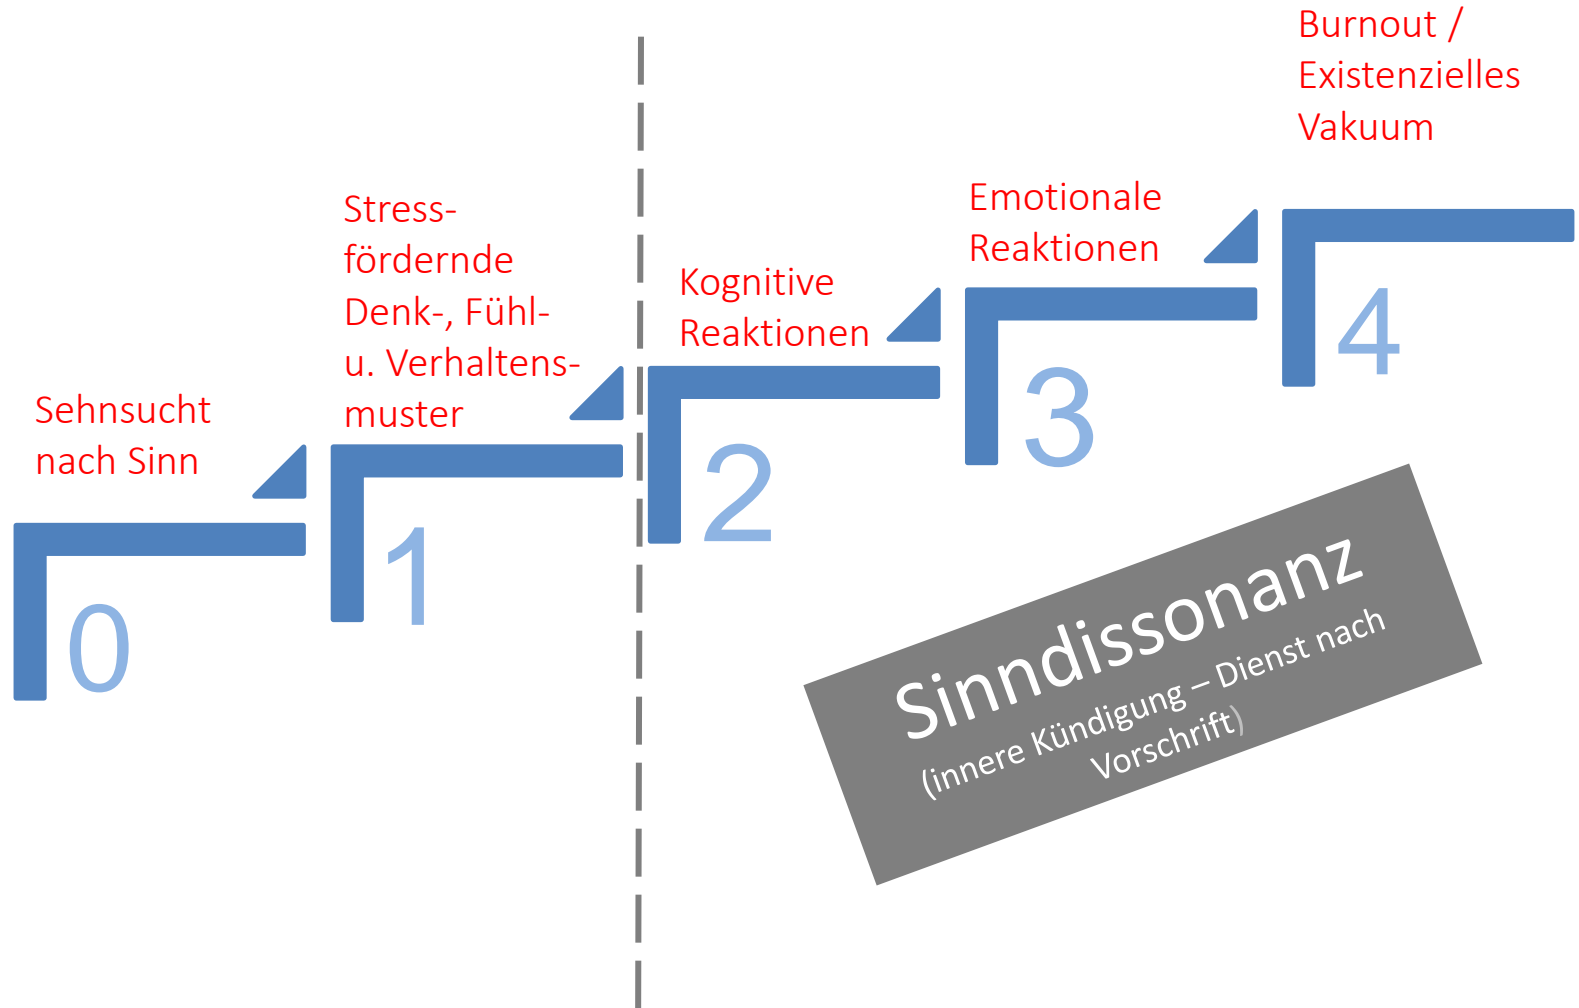 Sehnsucht
nach Sinn
0
Stress-
fördernde
Denk-, Fühl-
u. Verhaltens-
muster
1
Kognitive
Reaktionen
2
Emotionale
Reaktionen
3
Burnout /
Existenzielles
Vakuum
4
Sinndissonanz
(innere Kündigung – Dienst nach
Vorschrift)